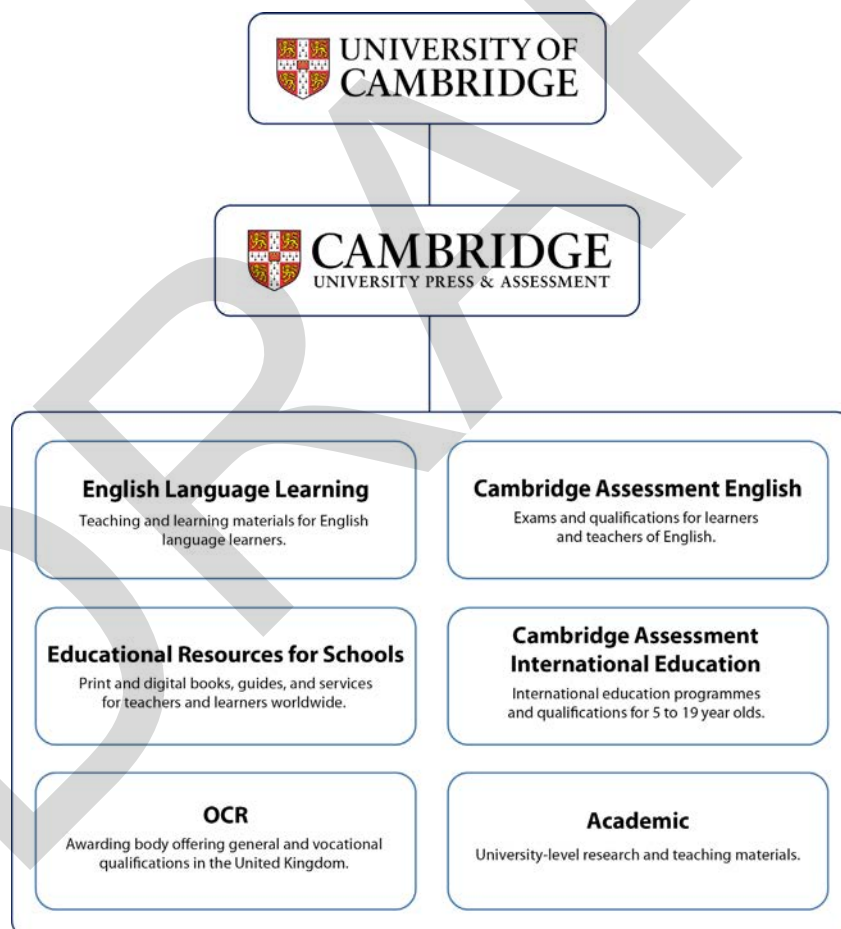 UNIVERSITY OF
CAMBRIDGE
CAMBRIDGE
UNIVERSITY PRESS & ASSESSMENT
English Language Learning
Teaching and learning materials for English
language learners.
Cambridge Assessment English
Exams and qualifications for learners
and teachers of English.
Educational Resources for Schools
Print and digital books, guides, and services
for teachers and learners worldwide.
Cambridge Assessment
International Education
International education programmes
and qualifications for 5 to 19 year olds.
OCR
Awarding body offering general and vocational
qualifications in the United Kingdom.
Academic
University-level research and teaching materials.